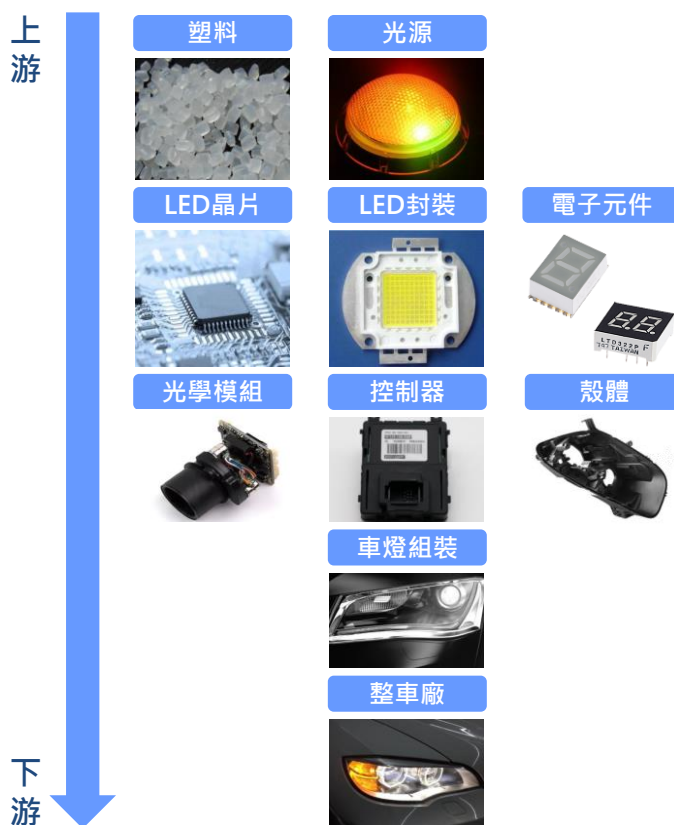 上游
塑料
光源
LED晶片
LED封裝
電子元件
LTD322P F
TAIWAN
光學模組
控制器
殼體
車燈組裝
整車廠
下游